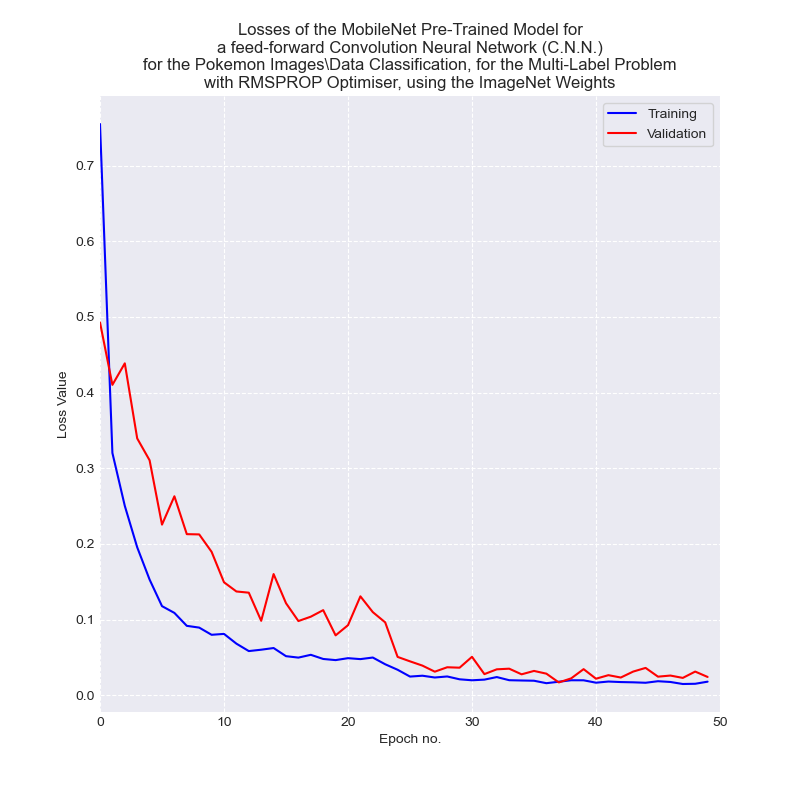 Losses of the MobileNet Pre-Trained Model for
a feed-forward Convolution Neural Network (C.N.N.)
for the Pokemon Images\Data Classification, for the Multi-Label Problem
with RMSPROP Optimiser, using the ImageNet Weights
Training
Validation
0.7
0.6
0.5
0.4
0.3
0.2
0.1
0.0
Loss Value
0 10 20 30 40 50
Epoch no.